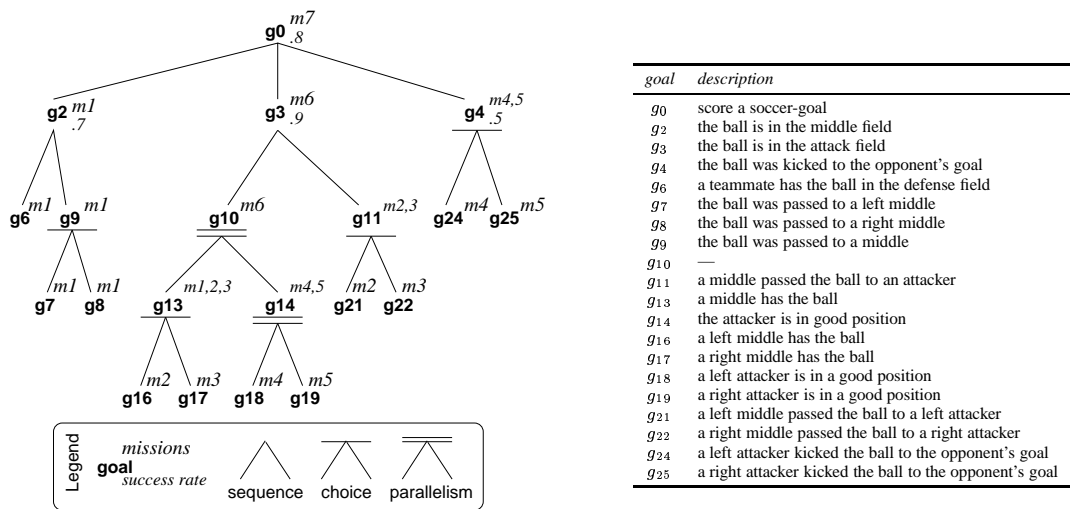 g0 m7
.8
g2 m1
.7
g3 m6
.9
g4 m4,5
.5
g6 m1
g9 m1
g10 m6
g11 m2,3
g24 m4
g25 m5
g7 m1
g8 m1
g13 m1,2,3
g14 m4,5
g21 m2
g22 m3
g16 m2
g17 m3
g18 m4
g19 m5
Legend
missions
goal
success rate
sequence
choice
parallelism
goal description
g0 score a soccer-goal
g2 the ball is in the middle field
g3 the ball is in the attack field
g4 the ball was kicked to the opponent's goal
g6 a teammate has the ball in the defense field
g7 the ball was passed to a left middle
g8 the ball was passed to a right middle
g9 the ball was passed to a middle
g10 —
g11 a middle passed the ball to an attacker
g13 a middle has the ball
g14 the attacker is in good position
g16 a left middle has the ball
g17 a right middle has the ball
g18 a left attacker is in a good position
g19 a right attacker is in a good position
g21 a left middle passed the ball to a left attacker
g22 a right middle passed the ball to a right attacker
g24 a left attacker kicked the ball to the opponent's goal
g25 a right attacker kicked the ball to the opponent's goal